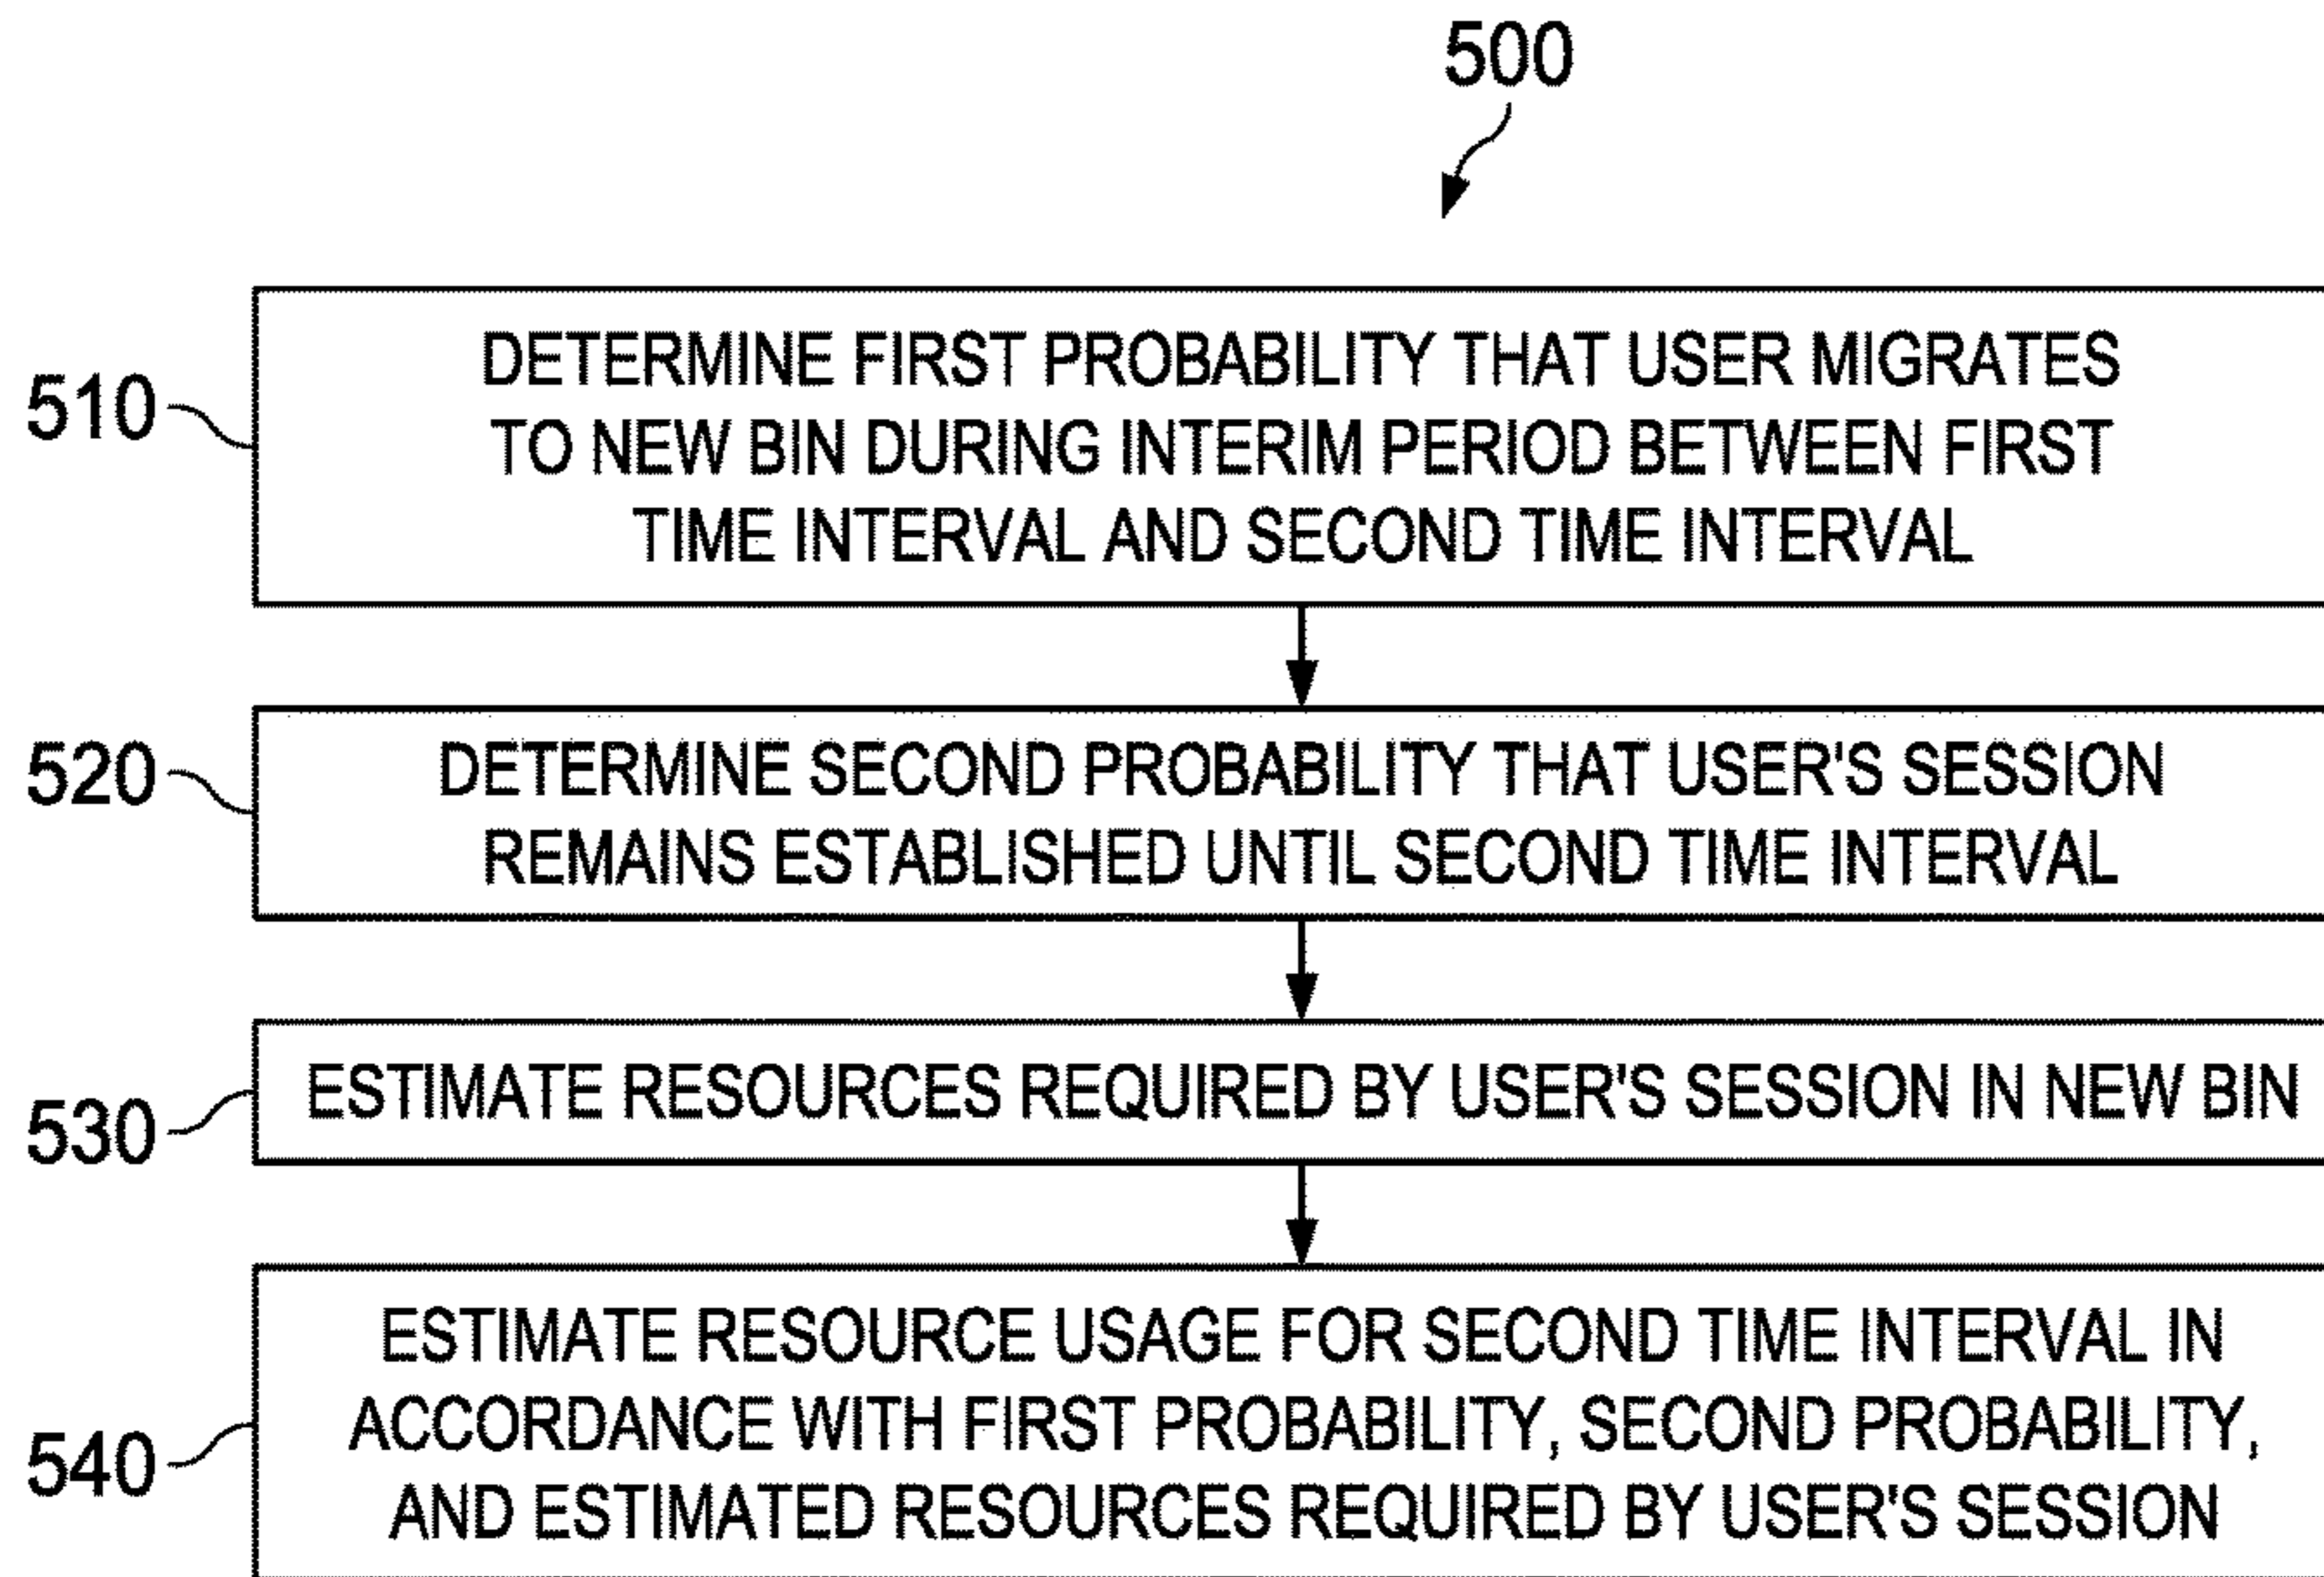 500
510
DETERMINE FIRST PROBABILITY THAT USER MIGRATES
TO NEW BIN DURING INTERIM PERIOD BETWEEN FIRST
TIME INTERVAL AND SECOND TIME INTERVAL
520
DETERMINE SECOND PROBABILITY THAT USER'S SESSION
REMAINS ESTABLISHED UNTIL SECOND TIME INTERVAL
530
ESTIMATE RESOURCES REQUIRED BY USER'S SESSION IN NEW BIN
540
ESTIMATE RESOURCE USAGE FOR SECOND TIME INTERVAL IN
ACCORDANCE WITH FIRST PROBABILITY, SECOND PROBABILITY,
AND ESTIMATED RESOURCES REQUIRED BY USER'S SESSION